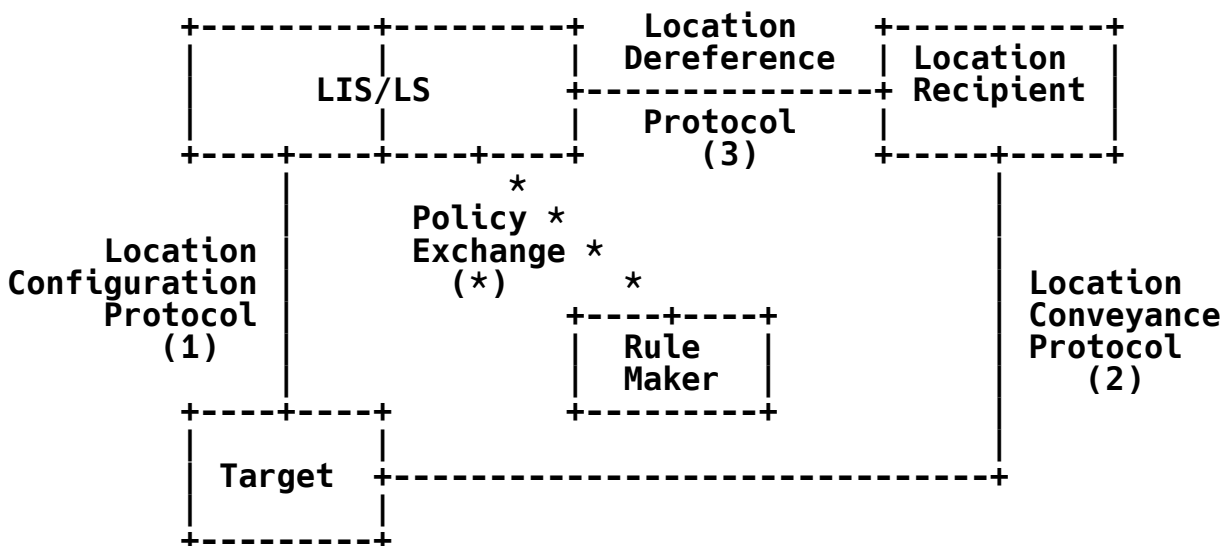 Location
Dereference
LIS/LS
Location
Recipient
Protocol
(3)
*
Policy *
Exchange *
(*) *
Location
Configuration
Protocol
(1)
Rule
Maker
Location
Conveyance
Protocol
(2)
Target